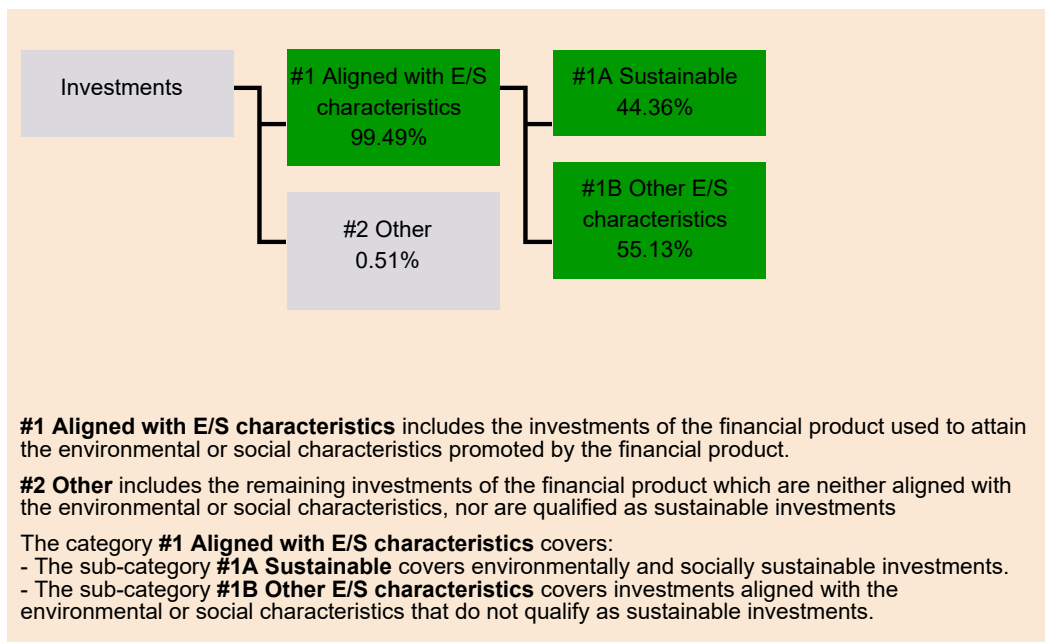 Investments
#1 Aligned with E/S
characteristics
99.49%
#1A Sustainable
44.36%
#2 Other
0.51%
#1B Other E/S
characteristics
55.13%
#1 Aligned with E/S characteristics includes the investments of the financial product used to attain
the environmental or social characteristics promoted by the financial product.
#2 Other includes the remaining investments of the financial product which are neither aligned with
the environmental or social characteristics, nor are qualified as sustainable investments
The category #1 Aligned with E/S characteristics covers:
- The sub-category #1A Sustainable covers environmentally and socially sustainable investments.
- The sub-category #1B Other E/S characteristics covers investments aligned with the
environmental or social characteristics that do not qualify as sustainable investments.